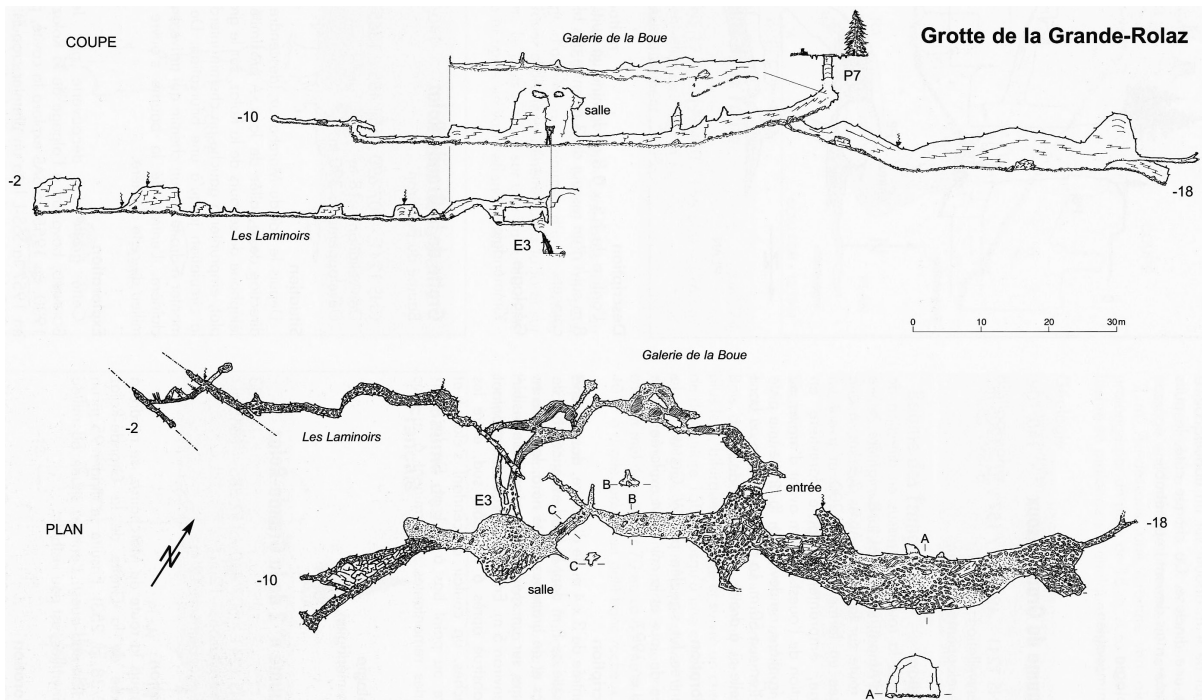 COUPE
Galerie de la Boue
Grotte de la Grande-Rolaz
P7
salle
-10
-2
-18
Les Laminoirs
E3
0 10 20 30m
Galerie de la Boue
-2
Les Laminoirs
entrée
B B
B
E3
C
-18
A
PLAN
C
-10
salle
N
A